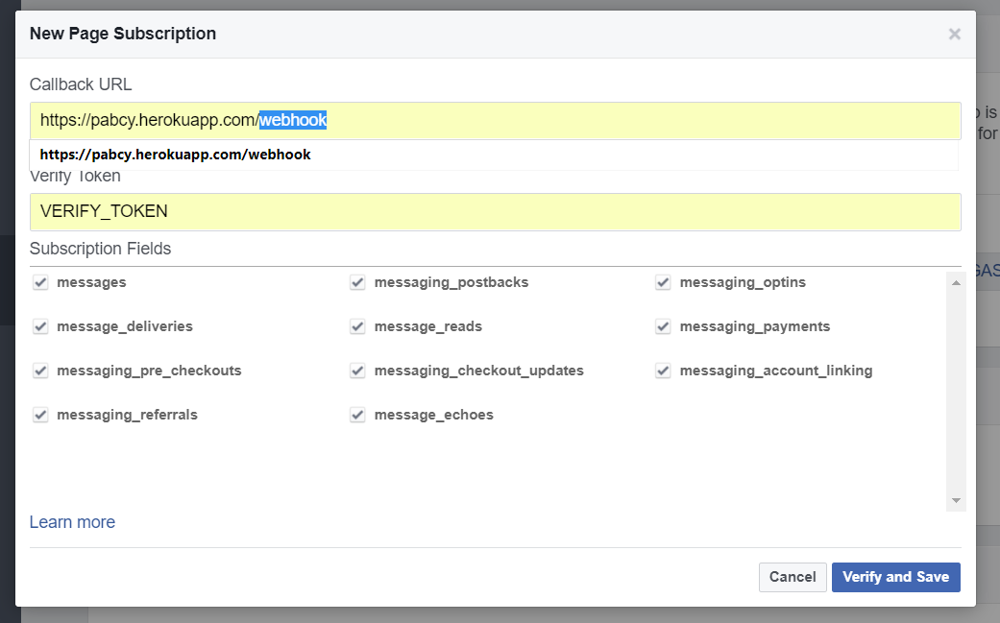 New Page Subscription
×
Callback URL
https://pabcy.herokuapp.com/webhook
https://pabcy.herokuapp.com/webhook
Verify Token
VERIFY_TOKEN
Subscription Fields
messages messaging_postbacks messaging_optins
message_deliveries message_reads messaging_payments
messaging_pre_checkouts messaging_checkout_updates messaging_account_linking
messaging_referrals message_echoes
Learn more
Cancel Verify and Save
is
for